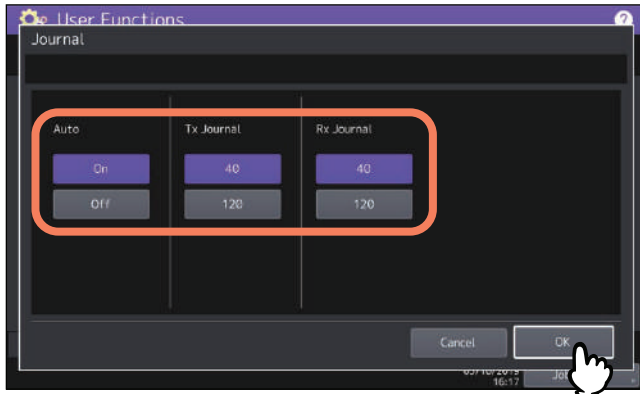 User Functions
?
Journal
Auto Tx Journal Rx Journal
On 40 40
Off 120 120
Cancel OK
16:17